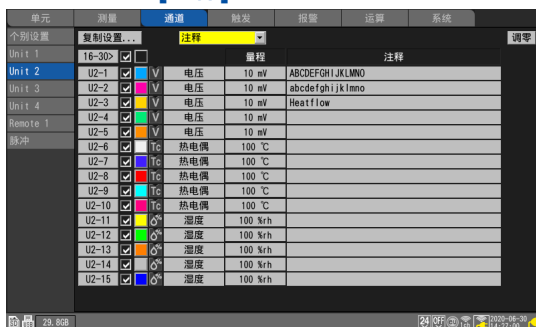 单元 测量 通道 触发 报警 运算 系统
个别设置 复制设置... 注释 调零
Unit 1 16-30> 量程 注释
Unit 2 U2-1 V 电压 10 mV ABCDEFGHIJKLMNO
U2-2 V 电压 10 mV abcdefghijklmno
Unit 3 U2-3 V 电压 10 mV Heatflow
Unit 4 U2-4 V 电压 10 mV
Remote 1 U2-5 V 电压 10 mV
脉冲 U2-6 Tc 热电偶 100 ℃
U2-7 Tc 热电偶 100 ℃
U2-8 Tc 热电偶 100 ℃
U2-9 Tc 热电偶 100 ℃
U2-10 Tc 热电偶 100 ℃
U2-11 % 湿度 100 %rh
U2-12 % 湿度 100 %rh
U2-13 % 湿度 100 %rh
U2-14 % 湿度 100 %rh
U2-15 % 湿度 100 %rh
29.8GB 24 OFF 2020-06-30
14:27:00